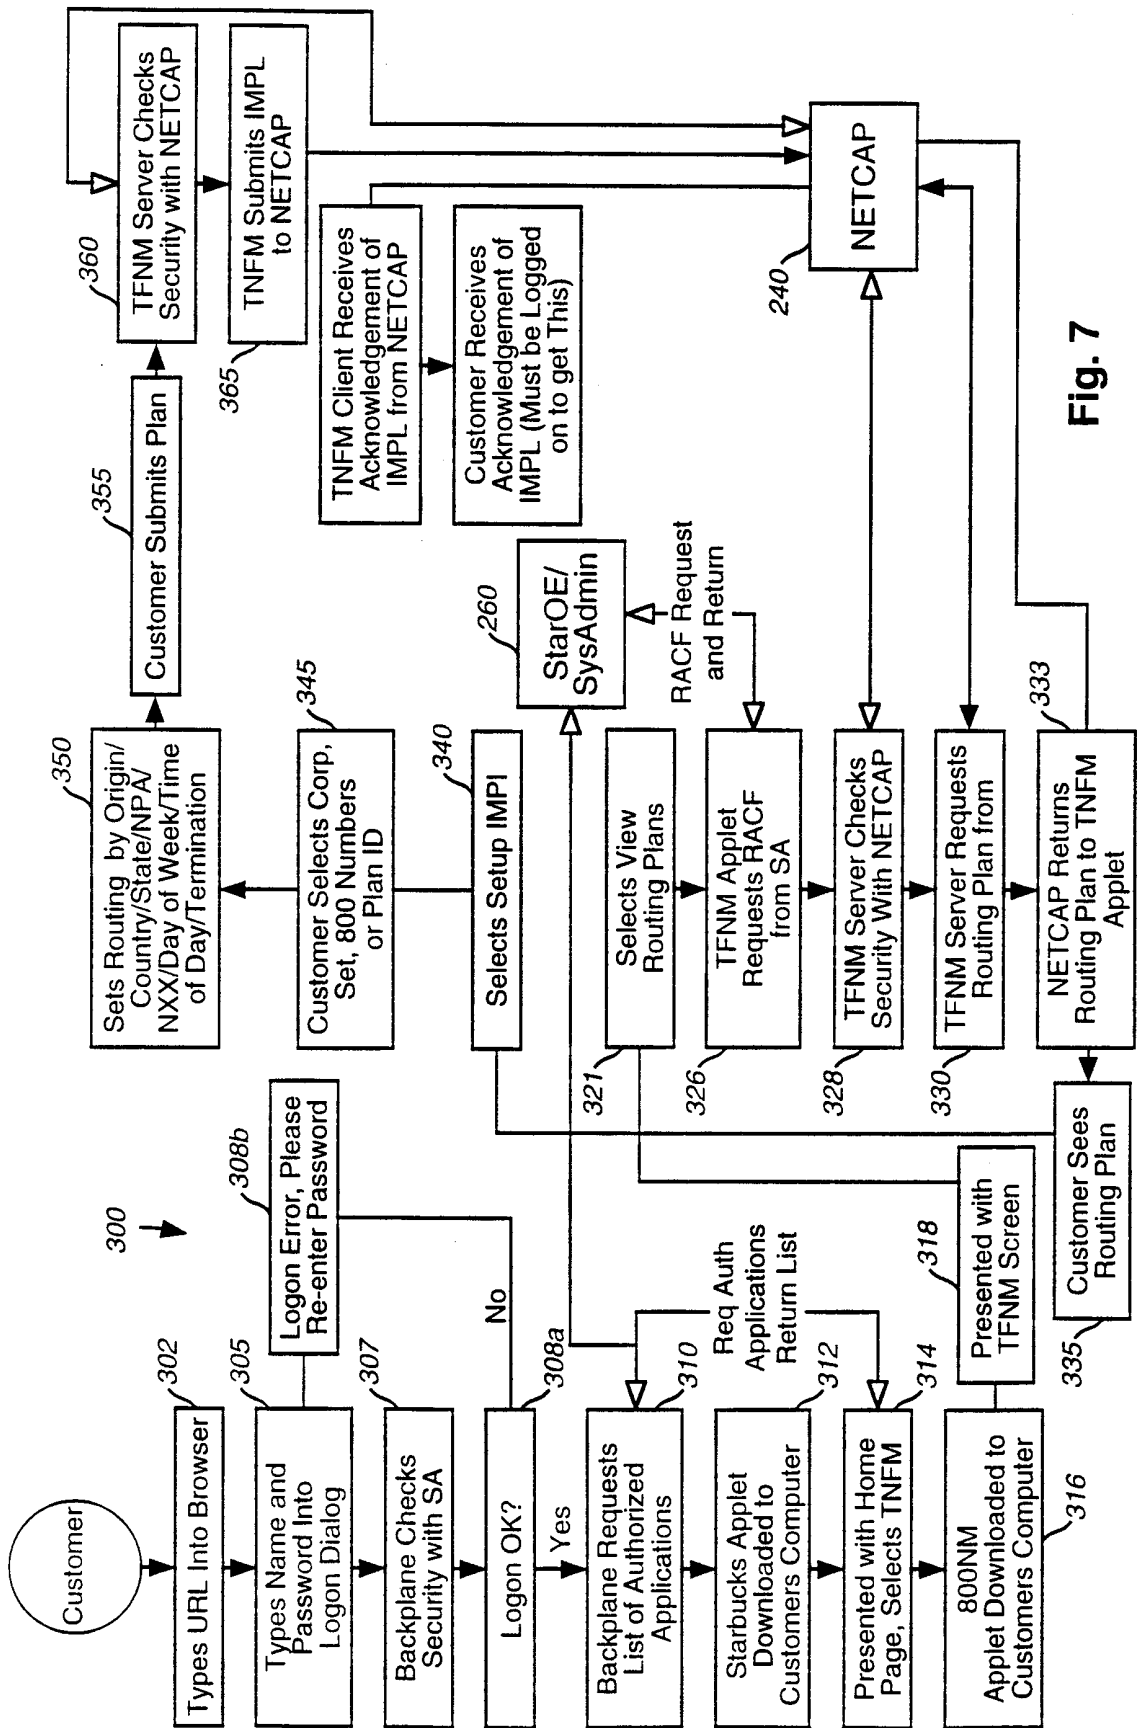 300
Customer
302
Types URL Into Browser
305
Types Name and
Password Into
Logon Dialog
308b
Logon Error, Please
Re-enter Password
307
Backplane Checks
Security with SA
308a
Logon OK?
No
Yes
310
Backplane Requests
List of Authorized
Applications
Req Auth
Applications
Return List
312
Starbucks Applet
Downloaded to
Customers Computer
314
Presented with Home
Page, Selects TNFM
800NM
Applet Downloaded to
Customers Computer
316
318
Presented with
TFNM Screen
321
Selects View
Routing Plans
326
TFNM Applet
Requests RACF
from SA
328
TFNM Server Checks
Security With NETCAP
330
TFNM Server Requests
Routing Plan from
333
NETCAP Returns
Routing Plan to TNFM
Applet
335
Customer Sees
Routing Plan
340
Selects Setup IMPI
345
Customer Selects Corp,
Set, 800 Numbers
or Plan ID
350
Sets Routing by Origin/
Country/State/NPA/
NXX/Day of Week/Time
of Day/Termination
355
Customer Submits Plan
360
TFNM Server Checks
Security with NETCAP
365
TNFM Submits IMPL
to NETCAP
TNFM Client Receives
Acknowledgement of
IMPL from NETCAP
Customer Receives
Acknowledgement of
IMPL (Must be Logged
on to get This)
260
StarOE/
SysAdmin
RACF Request
and Return
240
NETCAP
Fig. 7